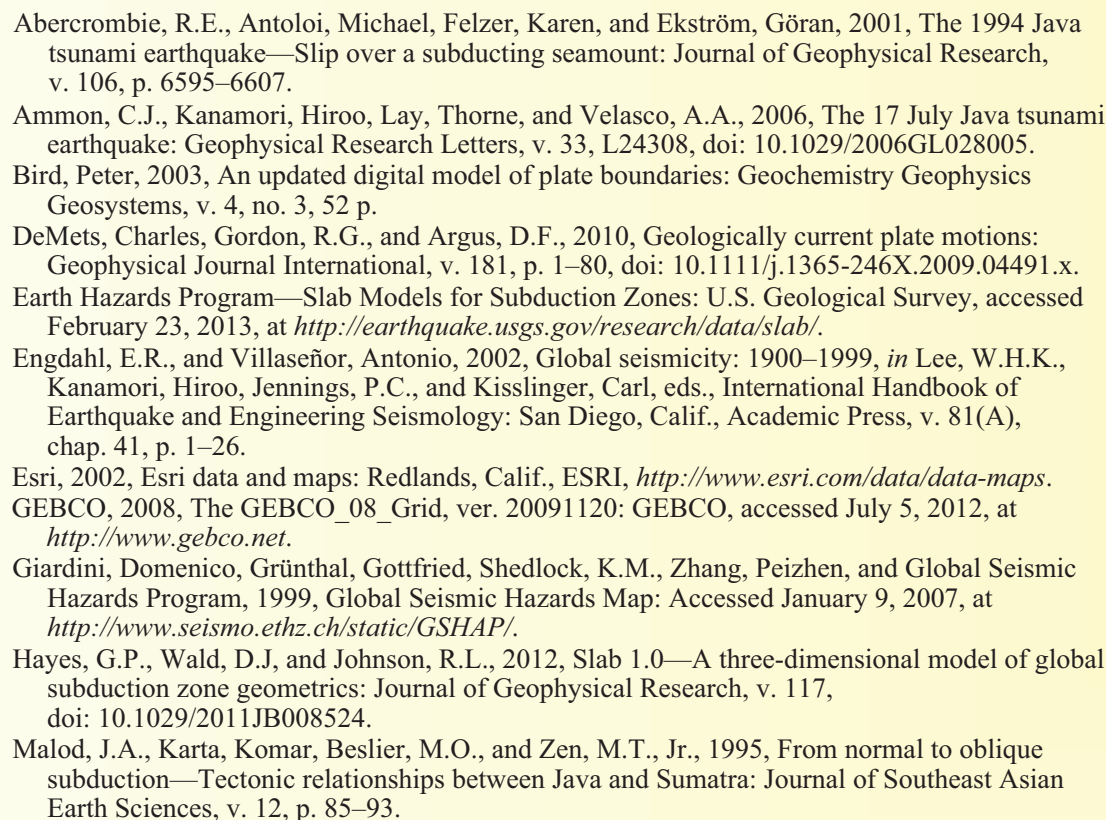 Abercrombie, R.E., Antoloi, Michael, Felzer, Karen, and Ekström, Göran, 2001, The 1994 Java
tsunami earthquake—Slip over a subducting seamount: Journal of Geophysical Research,
v. 106, p. 6595–6607.
Ammon, C.J., Kanamori, Hiroo, Lay, Thorne, and Velasco, A.A., 2006, The 17 July Java tsunami
earthquake: Geophysical Research Letters, v. 33, L24308, doi: 10.1029/2006GL028005.
Bird, Peter, 2003, An updated digital model of plate boundaries: Geochemistry Geophysics
Geosystems, v. 4, no. 3, 52 p.
DeMets, Charles, Gordon, R.G., and Argus, D.F., 2010, Geologically current plate motions:
Geophysical Journal International, v. 181, p. 1–80, doi: 10.1111/j.1365-246X.2009.04491.x.
Earth Hazards Program—Slab Models for Subduction Zones: U.S. Geological Survey, accessed
February 23, 2013, at http://earthquake.usgs.gov/research/data/slab/.
Engdahl, E.R., and Villaseñor, Antonio, 2002, Global seismicity: 1900–1999, in Lee, W.H.K.,
Kanamori, Hiroo, Jennings, P.C., and Kisslinger, Carl, eds., International Handbook of
Earthquake and Engineering Seismology: San Diego, Calif., Academic Press, v. 81(A),
chap. 41, p. 1–26.
Esri, 2002, Esri data and maps: Redlands, Calif., ESRI, http://www.esri.com/data/data-maps.
GEBCO, 2008, The GEBCO_08_Grid, ver. 20091120: GEBCO, accessed July 5, 2012, at
http://www.gebco.net.
Giardini, Domenico, Grünthal, Gottfried, Shedlock, K.M., Zhang, Peizhen, and Global Seismic
Hazards Program, 1999, Global Seismic Hazards Map: Accessed January 9, 2007, at
http://www.seismo.ethz.ch/static/GSHAP/.
Hayes, G.P., Wald, D.J, and Johnson, R.L., 2012, Slab 1.0—A three-dimensional model of global
subduction zone geometrics: Journal of Geophysical Research, v. 117,
doi: 10.1029/2011JB008524.
Malod, J.A., Karta, Komar, Beslier, M.O., and Zen, M.T., Jr., 1995, From normal to oblique
subduction—Tectonic relationships between Java and Sumatra: Journal of Southeast Asian
Earth Sciences, v. 12, p. 85–93.